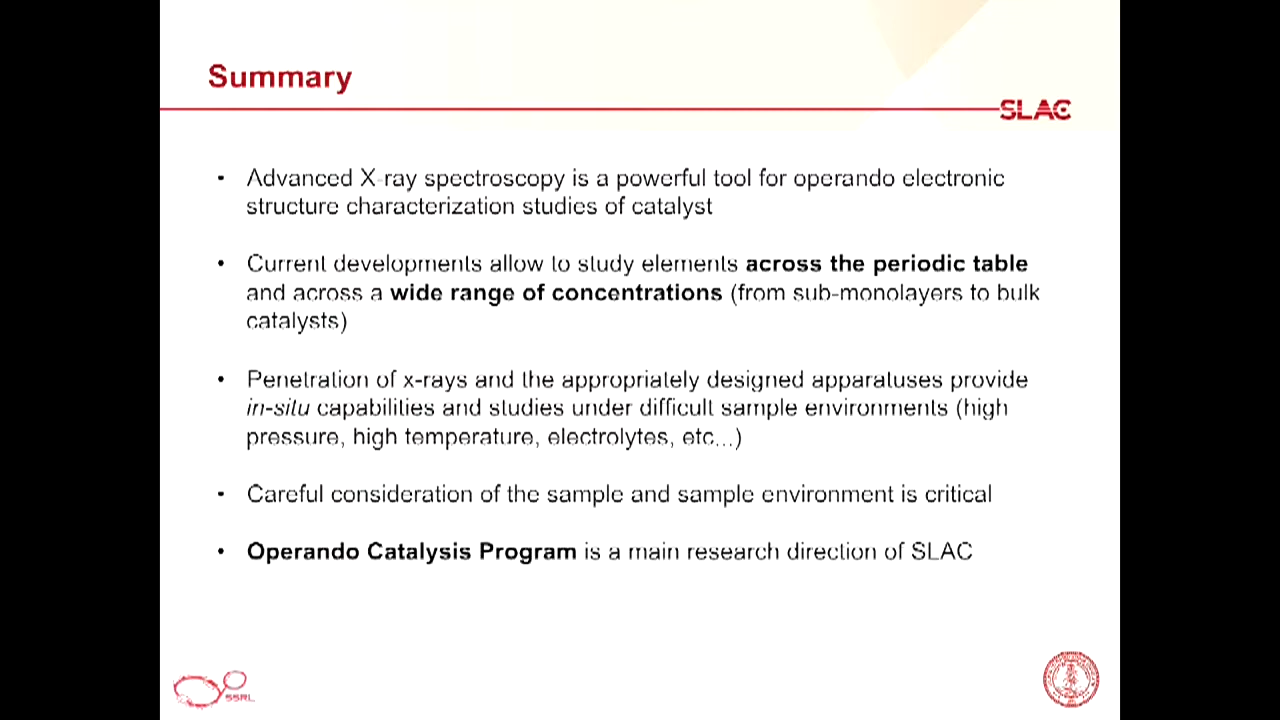 Summary
SLAC
• Advanced X-ray spectroscopy is a powerful tool for operando electronic
structure characterization studies of catalyst
• Current developments allow to study elements across the periodic table
and across a wide range of concentrations (from sub-monolayers to bulk
catalysts)
• Penetration of x-rays and the appropriately designed apparatuses provide
in-situ capabilities and studies under difficult sample environments (high
pressure, high temperature, electrolytes, etc...)
• Careful consideration of the sample and sample environment is critical
• Operando Catalysis Program is a main research direction of SLAC
SSRL